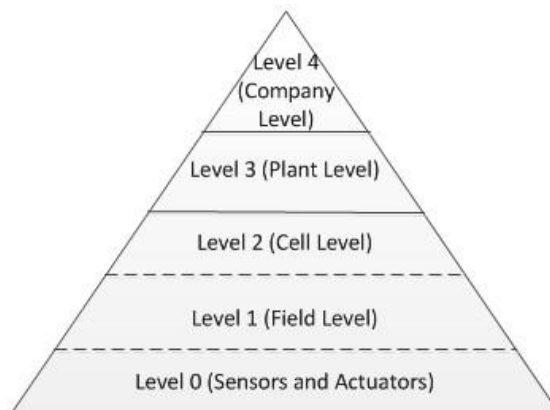 Level 4
(Company
Level)
Level 3 (Plant Level)
Level 2 (Cell Level)
Level 1 (Field Level)
Level 0 (Sensors and Actuators)